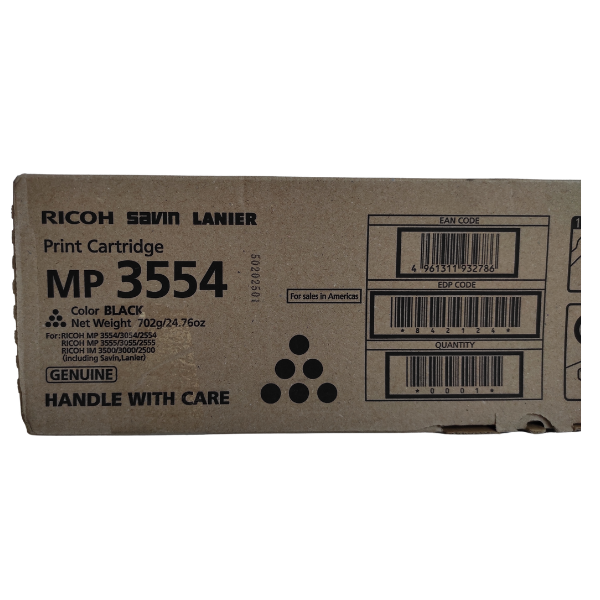 RICOH savin LANIER
Print Cartridge
MP 3554
Color BLACK
Net Weight 702g/24.76oz
For: RICOH MP 3554/3054/2554
RICOH MP 3555/3055/2555
RICOH IM 3500/3000/2500
(including Savin,Lanier)
GENUINE
HANDLE WITH CARE
For sales in Americas
EAN CODE
4 961311 932786
EDP CODE
*842124*
QUANTITY
*0001*
1